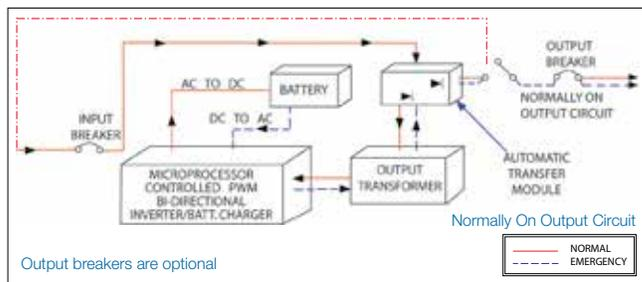 OUTPUT
BREAKER
AC TO DC
BATTERY
INPUT
BREAKER
DC TO AC
NORMALLY ON
OUTPUT CIRCUIT
MICROPROCESSOR
CONTROLLED PWM
BI-DIRECTIONAL
INVERTER/BATT. CHARGER
OUTPUT
TRANSFORMER
AUTOMATIC
TRANSFER
MODULE
Normally On Output Circuit
Output breakers are optional
NORMAL
EMERGENCY